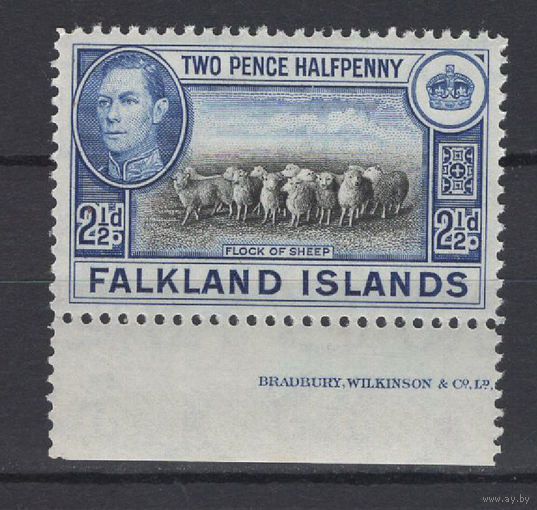 TWO PENCE HALFPENNY
2½d
2½d
FLOCK OF SHEEP
FALKLAND ISLANDS
BRADBURY, WILKINSON & Cº, Lᴰ.
www.ay.by